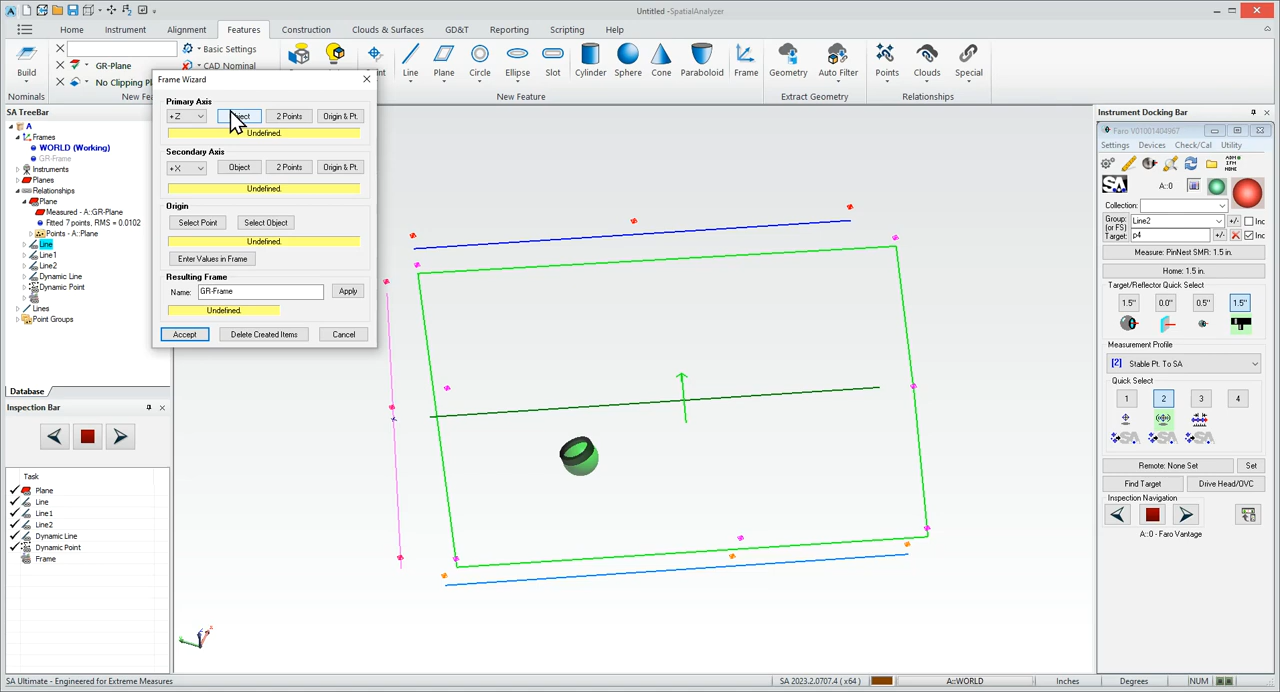 Untitled - SpatialAnalyzer
Home Instrument Alignment Features Construction Clouds & Surfaces GD&T Reporting Scripting Help
Basic Settings
GR-Plane CAD Nominal
No Clipping Pl
Build Line Plane Circle Ellipse Slot Cylinder Sphere Cone Paraboloid Frame Geometry Auto Filter Points Clouds Special
Nominals New Feature Extract Geometry Relationships
SA TreeBar
A
Frames
WORLD (Working)
GR-Frame
Instruments
Planes
Relationships
Plane
Measured - A::GR-Plane
Fitted 7 points, RMS = 0.0102
Points - A::Plane
Line
Line1
Line2
Dynamic Line
Dynamic Point
Lines
Point Groups
Database
Inspection Bar
Task
Plane
Line
Line1
Line2
Dynamic Line
Dynamic Point
Frame
Frame Wizard
Primary Axis
+Z 2 Points Origin & Pt.
Undefined.
Secondary Axis
+X Object 2 Points Origin & Pt.
Undefined.
Origin
Select Point Select Object
Undefined.
Enter Values in Frame
Resulting Frame
Name: GR-Frame Apply
Undefined.
Accept Delete Created Items Cancel
Instrument Docking Bar
Faro V01001404967
Settings Devices Check/Cal Utility
SA A:0
Collection:
Group: (or FS) Line2 +/- Inc
Target: p4 +/- Inc
Measure: PinNest SMR: 1.5 in.
Home: 1.5 in.
Target/Reflector Quick Select
1.5" 0.0" 0.5" 1.5"
Measurement Profile
[2] Stable Pt. To SA
Quick Select
1 2 3 4
Remote: None Set Set
Find Target Drive Head/OVC
Inspection Navigation
A::0 - Faro Vantage
SA Ultimate - Engineered for Extreme Measures SA 2023.2.0707.4 ( x64 ) A::WORLD Inches Degrees NUM